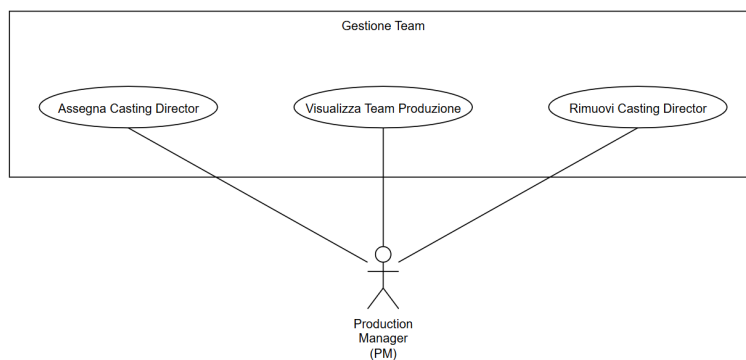 Gestione Team
Assegna Casting Director
Visualizza Team Produzione
Rimuovi Casting Director
Production
Manager
(PM)